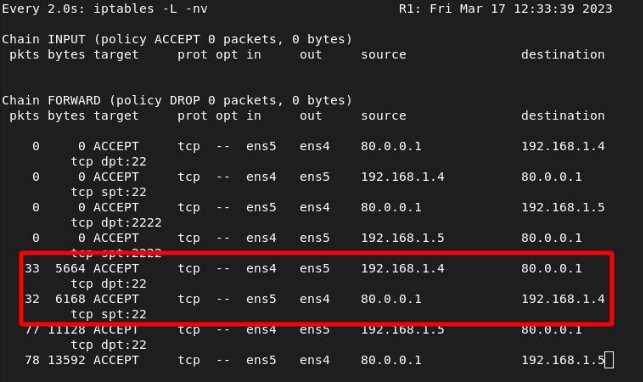 Every 2.0s: iptables -L -nv R1: Fri Mar 17 12:33:39 2023
Chain INPUT (policy ACCEPT 0 packets, 0 bytes)
pkts bytes target prot opt in out source destination
Chain FORWARD (policy DROP 0 packets, 0 bytes)
pkts bytes target prot opt in out source destination
0 0 ACCEPT tcp -- ens5 ens4 80.0.0.1 192.168.1.4
tcp dpt:22
0 0 ACCEPT tcp -- ens4 ens5 192.168.1.4 80.0.0.1
tcp spt:22
0 0 ACCEPT tcp -- ens5 ens4 80.0.0.1 192.168.1.5
tcp dpt:2222
0 0 ACCEPT tcp -- ens4 ens5 192.168.1.5 80.0.0.1
tcp spt:2222
33 5664 ACCEPT tcp -- ens4 ens5 192.168.1.4 80.0.0.1
tcp dpt:22
32 6168 ACCEPT tcp -- ens5 ens4 80.0.0.1 192.168.1.4
tcp spt:22
77 11128 ACCEPT tcp -- ens4 ens5 192.168.1.5 80.0.0.1
tcp dpt:22
78 13592 ACCEPT tcp -- ens5 ens4 80.0.0.1 192.168.1.5